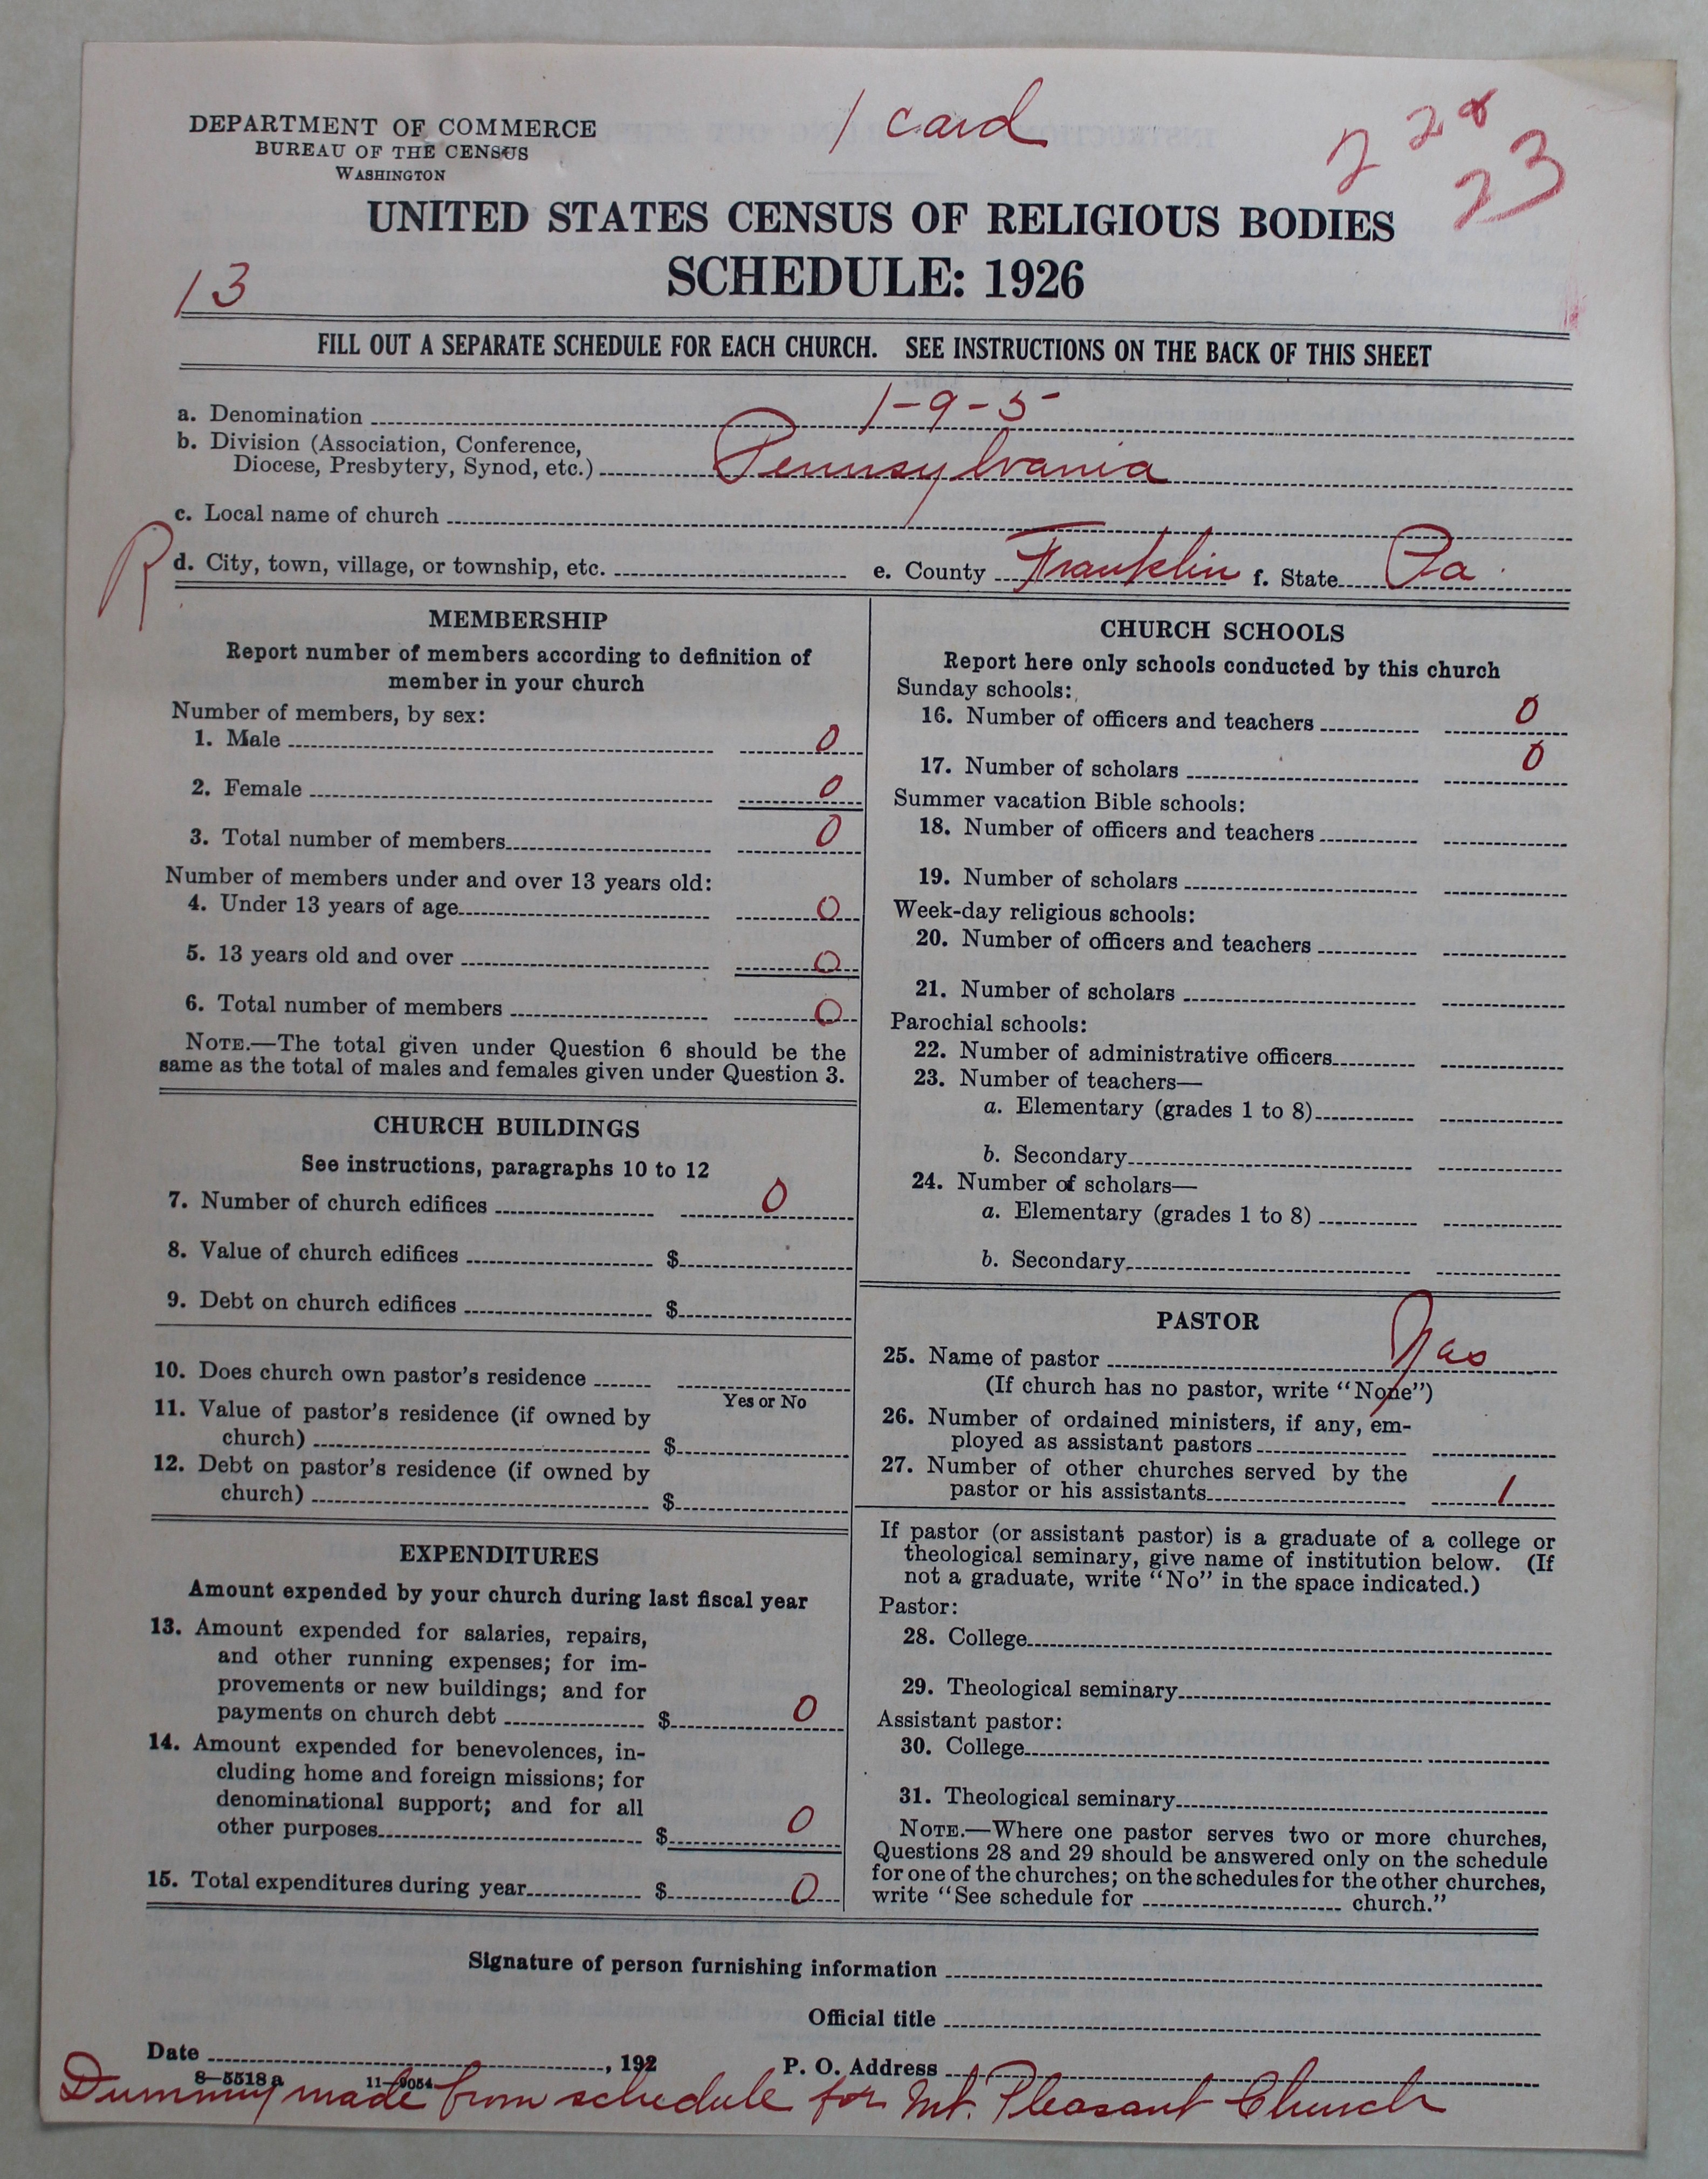 1 card
2 28
23
DEPARTMENT OF COMMERCE
BUREAU OF THE CENSUS
WASHINGTON
UNITED STATES CENSUS OF RELIGIOUS BODIES
SCHEDULE: 1926
13
FILL OUT A SEPARATE SCHEDULE FOR EACH CHURCH. SEE INSTRUCTIONS ON THE BACK OF THIS SHEET
a. Denomination 1-9-5
b. Division (Association, Conference,
Diocese, Presbytery, Synod, etc.) Pennsylvania
c. Local name of church
R
d. City, town, village, or township, etc. e. County Franklin f. State Pa.
MEMBERSHIP
Report number of members according to definition of
member in your church
Number of members, by sex:
1. Male 0
2. Female 0
3. Total number of members 0
Number of members under and over 13 years old:
4. Under 13 years of age 0
5. 13 years old and over 0
6. Total number of members 0
NOTE.—The total given under Question 6 should be the
same as the total of males and females given under Question 3.
CHURCH BUILDINGS
See instructions, paragraphs 10 to 12
7. Number of church edifices 0
8. Value of church edifices $
9. Debt on church edifices $
10. Does church own pastor's residence
Yes or No
11. Value of pastor's residence (if owned by
church) $
12. Debt on pastor's residence (if owned by
church) $
EXPENDITURES
Amount expended by your church during last fiscal year
13. Amount expended for salaries, repairs,
and other running expenses; for im-
provements or new buildings; and for
payments on church debt $ 0
14. Amount expended for benevolences, in-
cluding home and foreign missions; for
denominational support; and for all
other purposes $ 0
15. Total expenditures during year $ 0
CHURCH SCHOOLS
Report here only schools conducted by this church
Sunday schools:
16. Number of officers and teachers 0
17. Number of scholars 0
Summer vacation Bible schools:
18. Number of officers and teachers
19. Number of scholars
Week-day religious schools:
20. Number of officers and teachers
21. Number of scholars
Parochial schools:
22. Number of administrative officers
23. Number of teachers—
a. Elementary (grades 1 to 8)
b. Secondary
24. Number of scholars—
a. Elementary (grades 1 to 8)
b. Secondary
PASTOR
25. Name of pastor
(If church has no pastor, write "None")
26. Number of ordained ministers, if any, em-
ployed as assistant pastors
27. Number of other churches served by the
pastor or his assistants 1
If pastor (or assistant pastor) is a graduate of a college or
theological seminary, give name of institution below. (If
not a graduate, write "No" in the space indicated.)
Pastor:
28. College
29. Theological seminary
Assistant pastor:
30. College
31. Theological seminary
NOTE.—Where one pastor serves two or more churches,
Questions 28 and 29 should be answered only on the schedule
for one of the churches; on the schedules for the other churches,
write "See schedule for church."
Signature of person furnishing information
Official title
Date , 192 P. O. Address
8—5518 a 11—9054
Dummy made from schedule for Mt. Pleasant Church